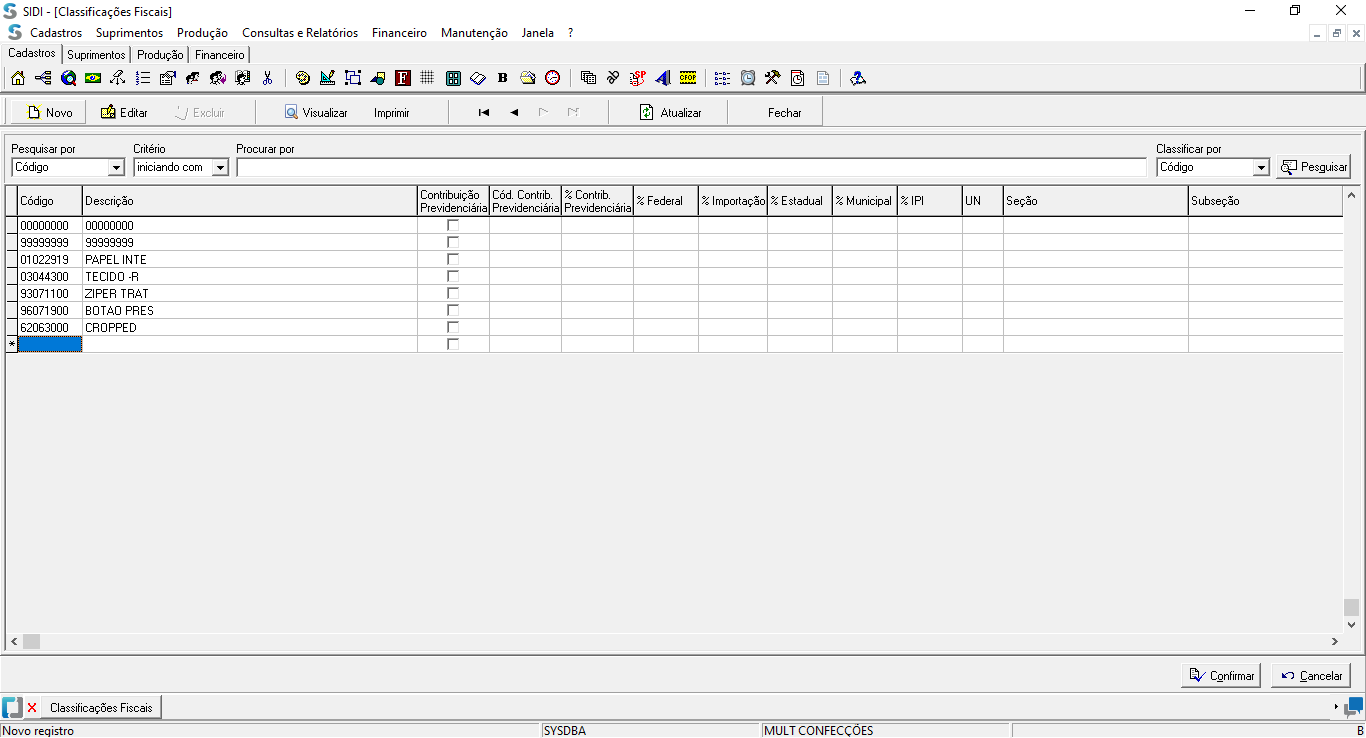 SIDI - [Classificações Fiscais]
Cadastros Suprimentos Produção Consultas e Relatórios Financeiro Manutenção Janela ?
Cadastros Suprimentos Produção Financeiro
F B SP CFOP
Novo Editar Excluir Visualizar Imprimir Atualizar Fechar
Pesquisar por Critério Procurar por Classificar por
Código iniciando com Código Pesquisar
Código Descrição Contribuição Previdenciária Cód. Contrib. Previdenciária % Contrib. Previdenciária % Federal % Importação % Estadual % Municipal % IPI UN Seção Subseção
00000000 00000000
99999999 99999999
01022919 PAPEL INTE
03044300 TECIDO -R
93071100 ZIPER TRAT
96071900 BOTAO PRES
62063000 CROPPED
*
Confirmar Cancelar
Classificações Fiscais
Novo registro SYSDBA MULT CONFECÇÕES B